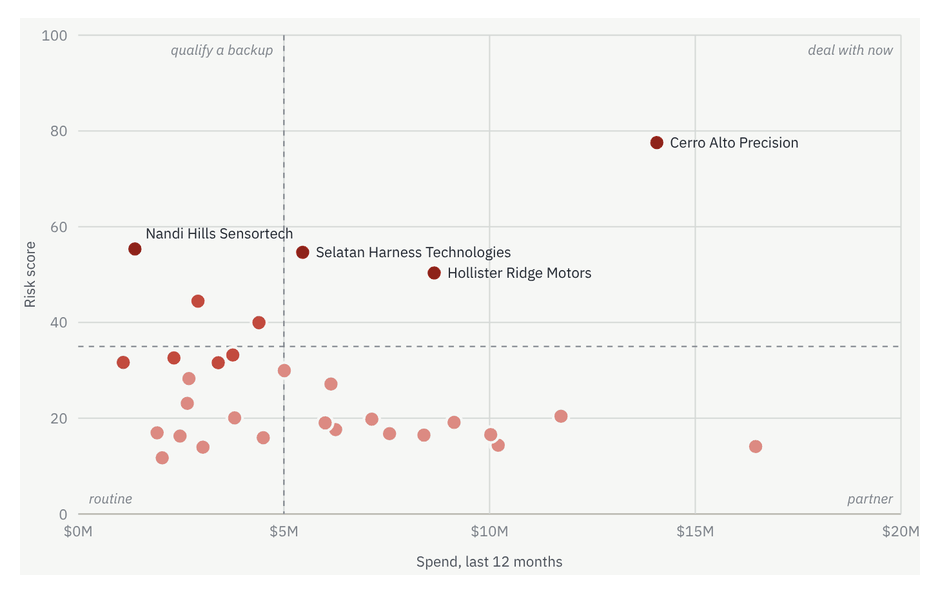 100
qualify a backup
deal with now
80
Cerro Alto Precision
60
Nandi Hills Sensortech
Selatan Harness Technologies
Hollister Ridge Motors
Risk score
40
20
routine
partner
0
$0M
$5M
$10M
$15M
$20M
Spend, last 12 months